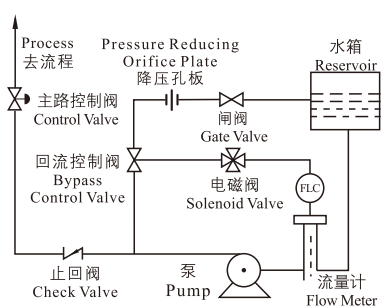 Process
去流程
Pressure Reducing
Orifice Plate
降压孔板
水箱
Reservoir
主路控制阀
Control Valve
闸阀
Gate Valve
回流控制阀
Bypass
Control Valve
电磁阀
Solenoid Valve
FLC
止回阀
Check Valve
泵
Pump
流量计
Flow Meter